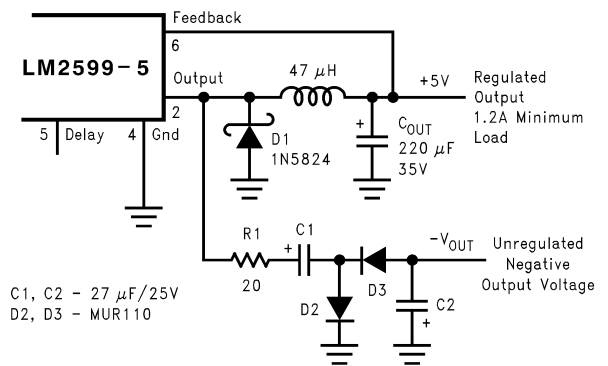 Feedback
6
LM2599-5
Output
2
47 μH
+5V
Regulated
Output
1.2A Minimum
Load
5 Delay
4 Gnd
+
D1
1N5824
COUT
220 μF
35V
R1
20
+
C1
D2
D3
-VOUT
C2
+
Unregulated
Negative
Output Voltage
C1, C2 - 27 μF/25V
D2, D3 - MUR110